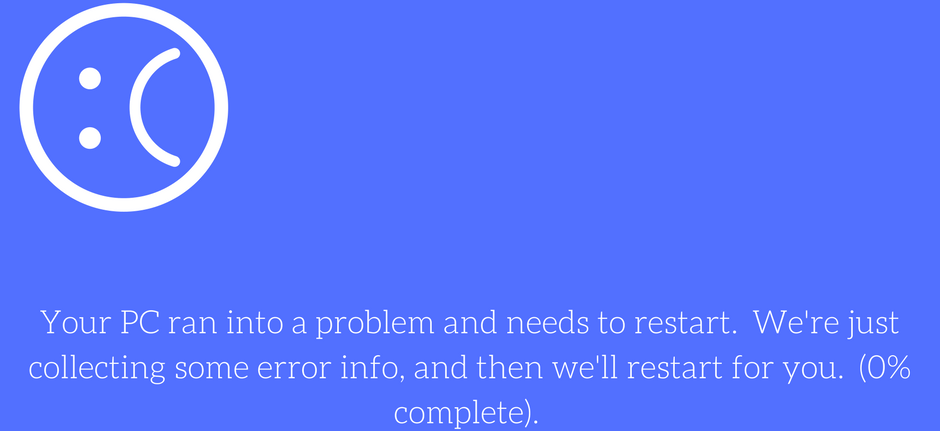 Your PC ran into a problem and needs to restart.  We're just
collecting some error info, and then we'll restart for you.  (0%
complete).